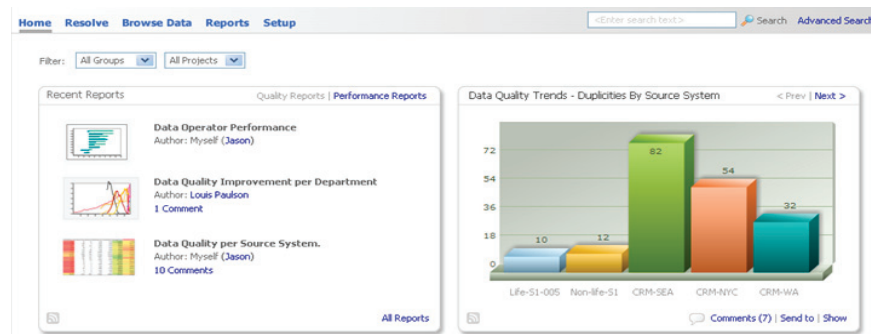 Home Resolve Browse Data Reports Setup
<Enter search text> Search Advanced Search
Filter: All Groups All Projects
Recent Reports Quality Reports | Performance Reports
Data Operator Performance
Author: Myself (Jason)
Data Quality Improvement per Department
Author: Louis Paulson
1 Comment
Data Quality per Source System.
Author: Myself (Jason)
10 Comments
All Reports
Data Quality Trends - Duplicities By Source System < Prev | Next >
72
54
36
18
0
10
12
82
54
32
Life-S1-005 Non-life-S1 CRM-SEA CRM-NYC CRM-WA
Comments (7) | Send to | Show